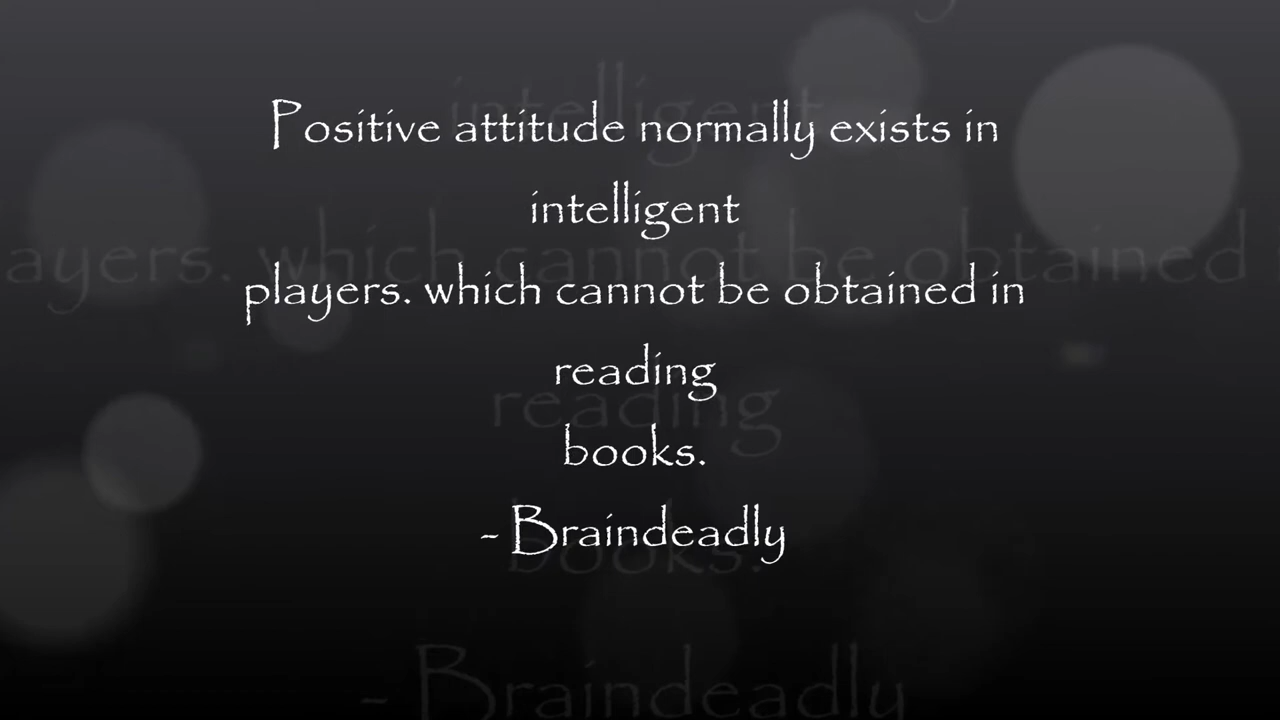 Positive attitude normally exists in
intelligent
players. which cannot be obtained in
reading
books.
- Braindeadly